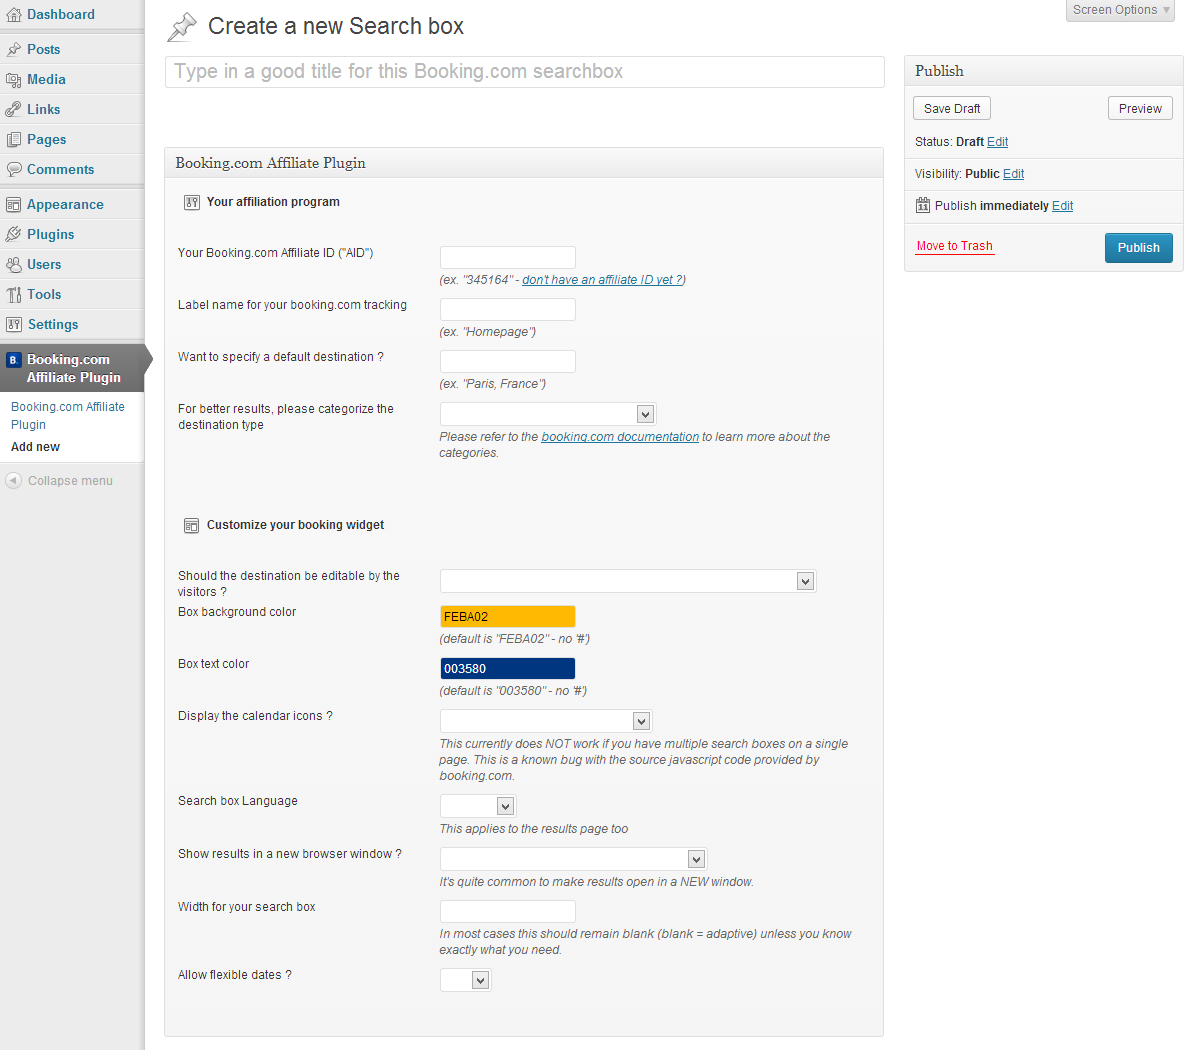 Dashboard
Posts
Media
Links
Pages
Comments
Appearance
Plugins
Users
Tools
Settings
B.
Booking.com
Affiliate Plugin
Booking.com Affiliate
Plugin
Add new
Collapse menu
Screen Options
Create a new Search box
Type in a good title for this Booking.com searchbox
Booking.com Affiliate Plugin
Your affiliation program
Your Booking.com Affiliate ID ("AID")
(ex. "345164" - don't have an affiliate ID yet ?)
Label name for your booking.com tracking
(ex. "Homepage")
Want to specify a default destination ?
(ex. "Paris, France")
For better results, please categorize the
destination type
Please refer to the booking.com documentation to learn more about the
categories.
Customize your booking widget
Should the destination be editable by the
visitors ?
Box background color
FEBA02
(default is "FEBA02" - no '#')
Box text color
003580
(default is "003580" - no '#')
Display the calendar icons ?
This currently does NOT work if you have multiple search boxes on a single
page. This is a known bug with the source javascript code provided by
booking.com.
Search box Language
This applies to the results page too
Show results in a new browser window ?
It's quite common to make results open in a NEW window.
Width for your search box
In most cases this should remain blank (blank = adaptive) unless you know
exactly what you need.
Allow flexible dates ?
Publish
Save Draft
Preview
Status: Draft Edit
Visibility: Public Edit
11
Publish immediately Edit
Move to Trash
Publish